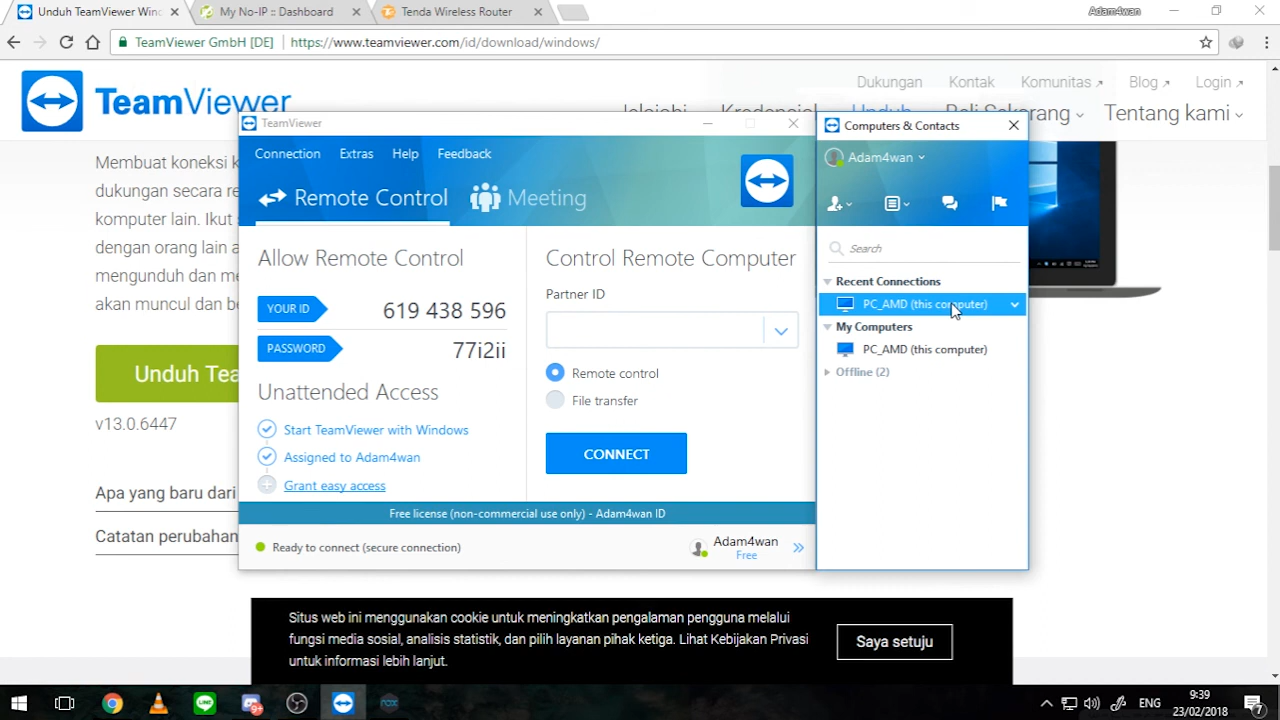 Unduh TeamViewer Wind
My No-IP :: Dashboard
Tenda Wireless Router
Adam4wan
TeamViewer GmbH [DE]
https://www.teamviewer.com/id/download/windows/
TeamViewer
Dukungan
Kontak
Komunitas
Blog
Login
Jelajahi
Kredensial
Unduh
Beli Sekarang
Tentang kami
Membuat koneksi k
dukungan secara re
komputer lain. Ikut s
dengan orang lain a
mengunduh dan me
akan muncul dan be
Unduh Tea
v13.0.6447
Apa yang baru dari
Catatan perubahan
TeamViewer
Connection
Extras
Help
Feedback
Remote Control
Meeting
Allow Remote Control
YOUR ID
619 438 596
PASSWORD
77i2ii
Unattended Access
Start TeamViewer with Windows
Assigned to Adam4wan
Grant easy access
Control Remote Computer
Partner ID
Remote control
File transfer
CONNECT
Free license (non-commercial use only) - Adam4wan ID
Ready to connect (secure connection)
Adam4wan
Free
Computers & Contacts
Adam4wan
Search
Recent Connections
PC_AMD (this computer)
My Computers
PC_AMD (this computer)
Offline (2)
Situs web ini menggunakan cookie untuk meningkatkan pengalaman pengguna melalui
fungsi media sosial, analisis statistik, dan pilih layanan pihak ketiga. Lihat Kebijakan Privasi
untuk informasi lebih lanjut.
Saya setuju
ENG
9:39
23/02/2018